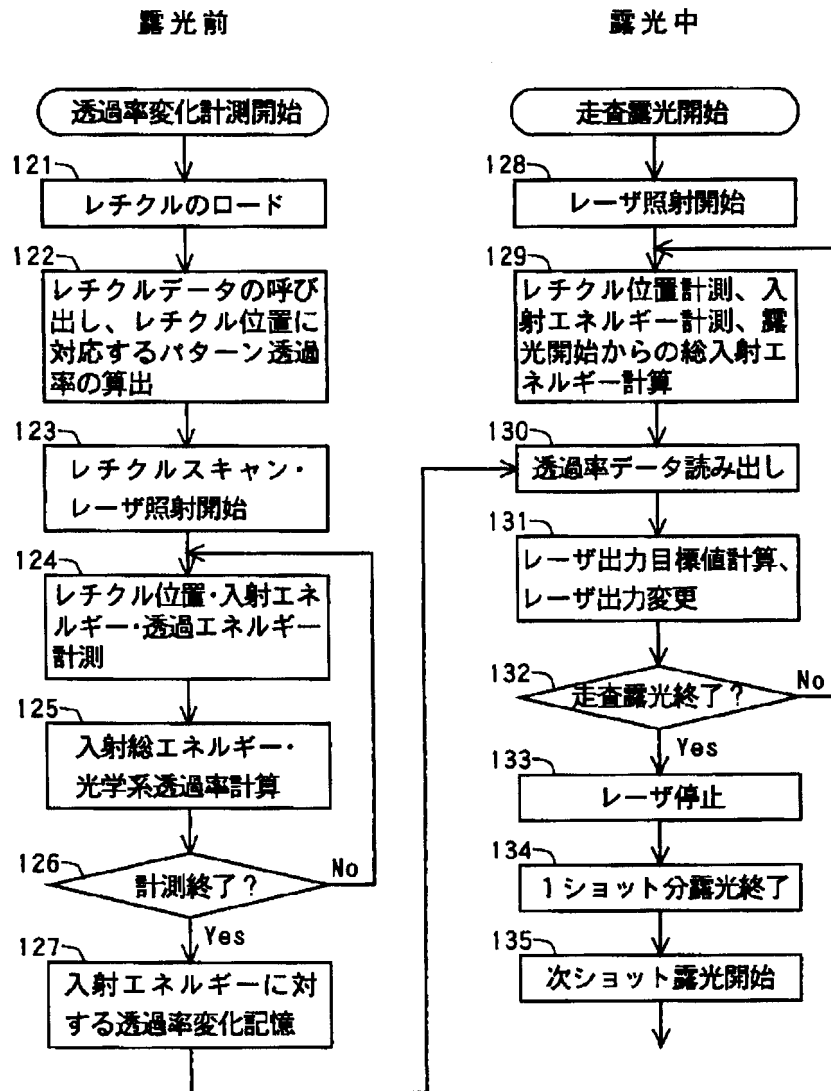 露光前
透過率変化計測開始
121
レチクルのロード
122
レチクルデータの呼び
出し、レチクル位置に
対応するパターン透過
率の算出
123
レチクルスキャン・
レーザ照射開始
124
レチクル位置・入射エネ
ルギー・透過エネルギー
計測
125
入射総エネルギー・
光学系透過率計算
126
計測終了？
No
Yes
127
入射エネルギーに対
する透過率変化記憶
露光中
走査露光開始
128
レーザ照射開始
129
レチクル位置計測、入
射エネルギー計測、露
光開始からの総入射エ
ネルギー計算
130
透過率データ読み出し
131
レーザ出力目標値計算、
レーザ出力変更
132
走査露光終了？
No
Yes
133
レーザ停止
134
1ショット分露光終了
135
次ショット露光開始